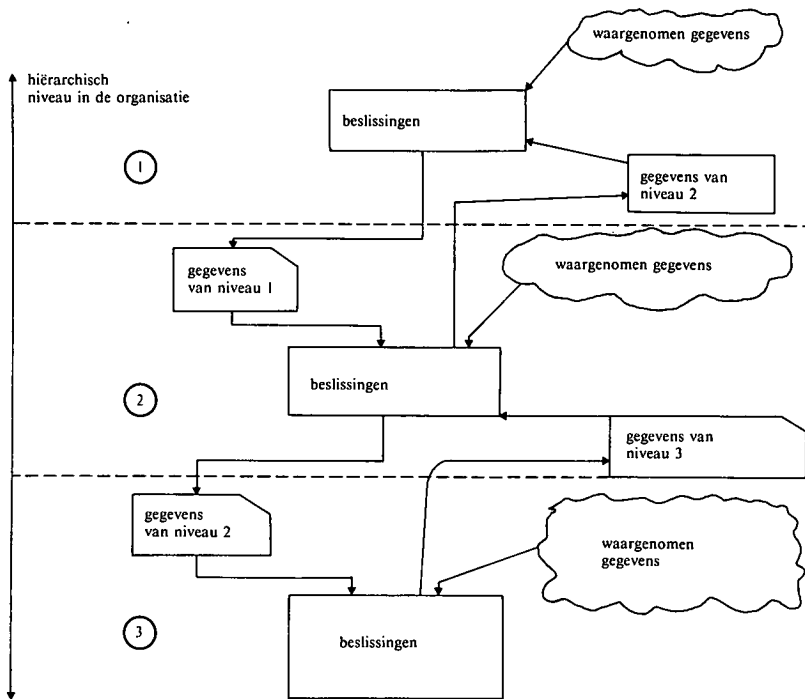 waargenomen gegevens
hiërarchisch
niveau in de organisatie
beslissingen
1
gegevens van
niveau 2
gegevens
van niveau 1
waargenomen gegevens
beslissingen
2
gegevens van
niveau 3
gegevens
van niveau 2
waargenomen
gegevens
beslissingen
3